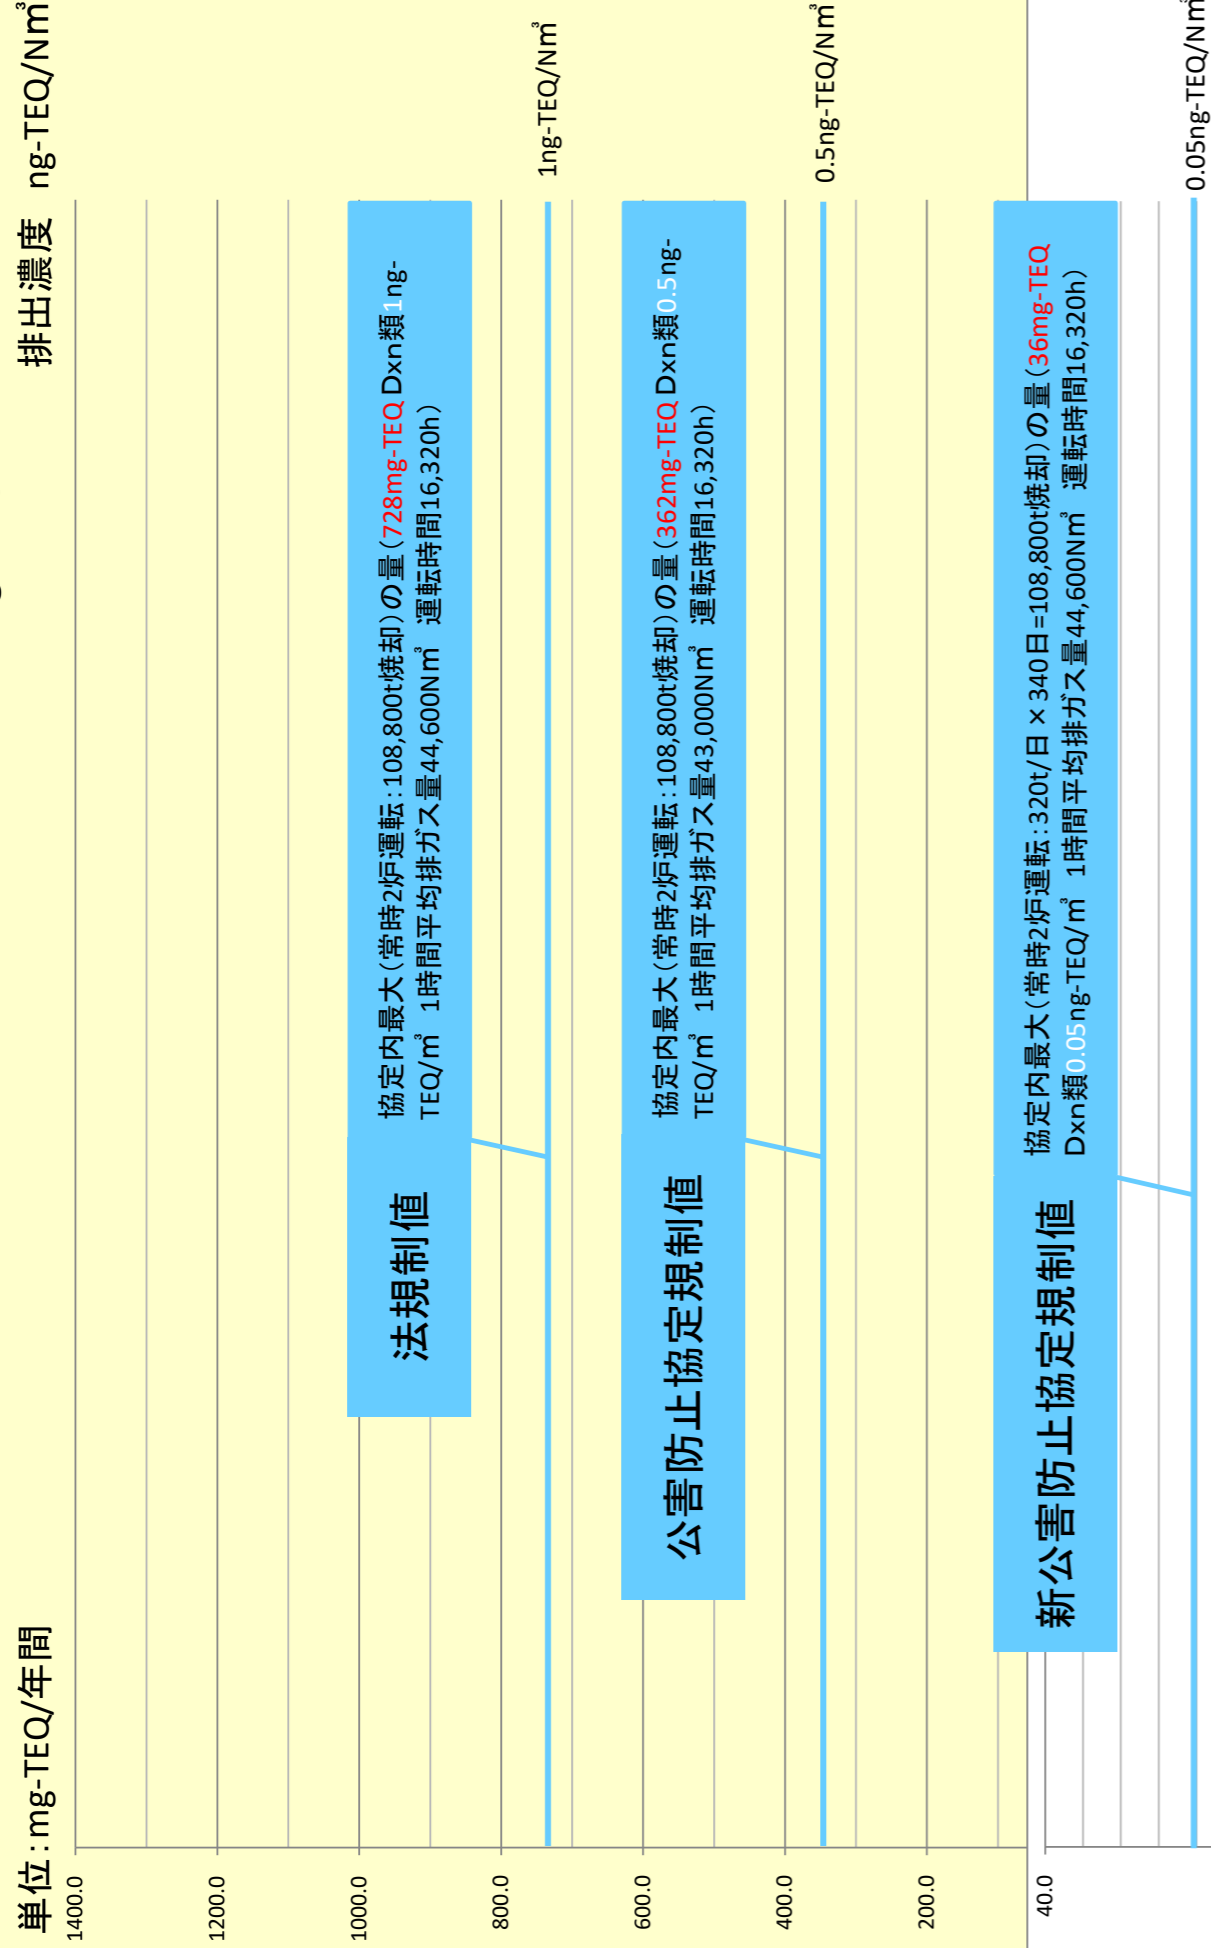 単位:mg-TEQ/年間
排出濃度 ng-TEQ/Nm³
1400.0
1200.0
1000.0
法規制値
協定内最大(常時2炉運転:108,800t焼却)の量(728mg-TEQ Dxn類1ng-
TEQ/㎥ 1時間平均排ガス量44,600N㎥ 運転時間16,320h)
800.0
1ng-TEQ/N㎥
600.0
公害防止協定規制値
協定内最大(常時2炉運転:108,800t焼却)の量(362mg-TEQ Dxn類0.5ng-
TEQ/㎥ 1時間平均排ガス量43,000N㎥ 運転時間16,320h)
400.0
0.5ng-TEQ/N㎥
200.0
40.0
新公害防止協定規制値
協定内最大(常時2炉運転:320t/日×340日=108,800t焼却)の量(36mg-TEQ
Dxn類0.05ng-TEQ/㎥ 1時間平均排ガス量44,600N㎥ 運転時間16,320h)
0.05ng-TEQ/N㎥